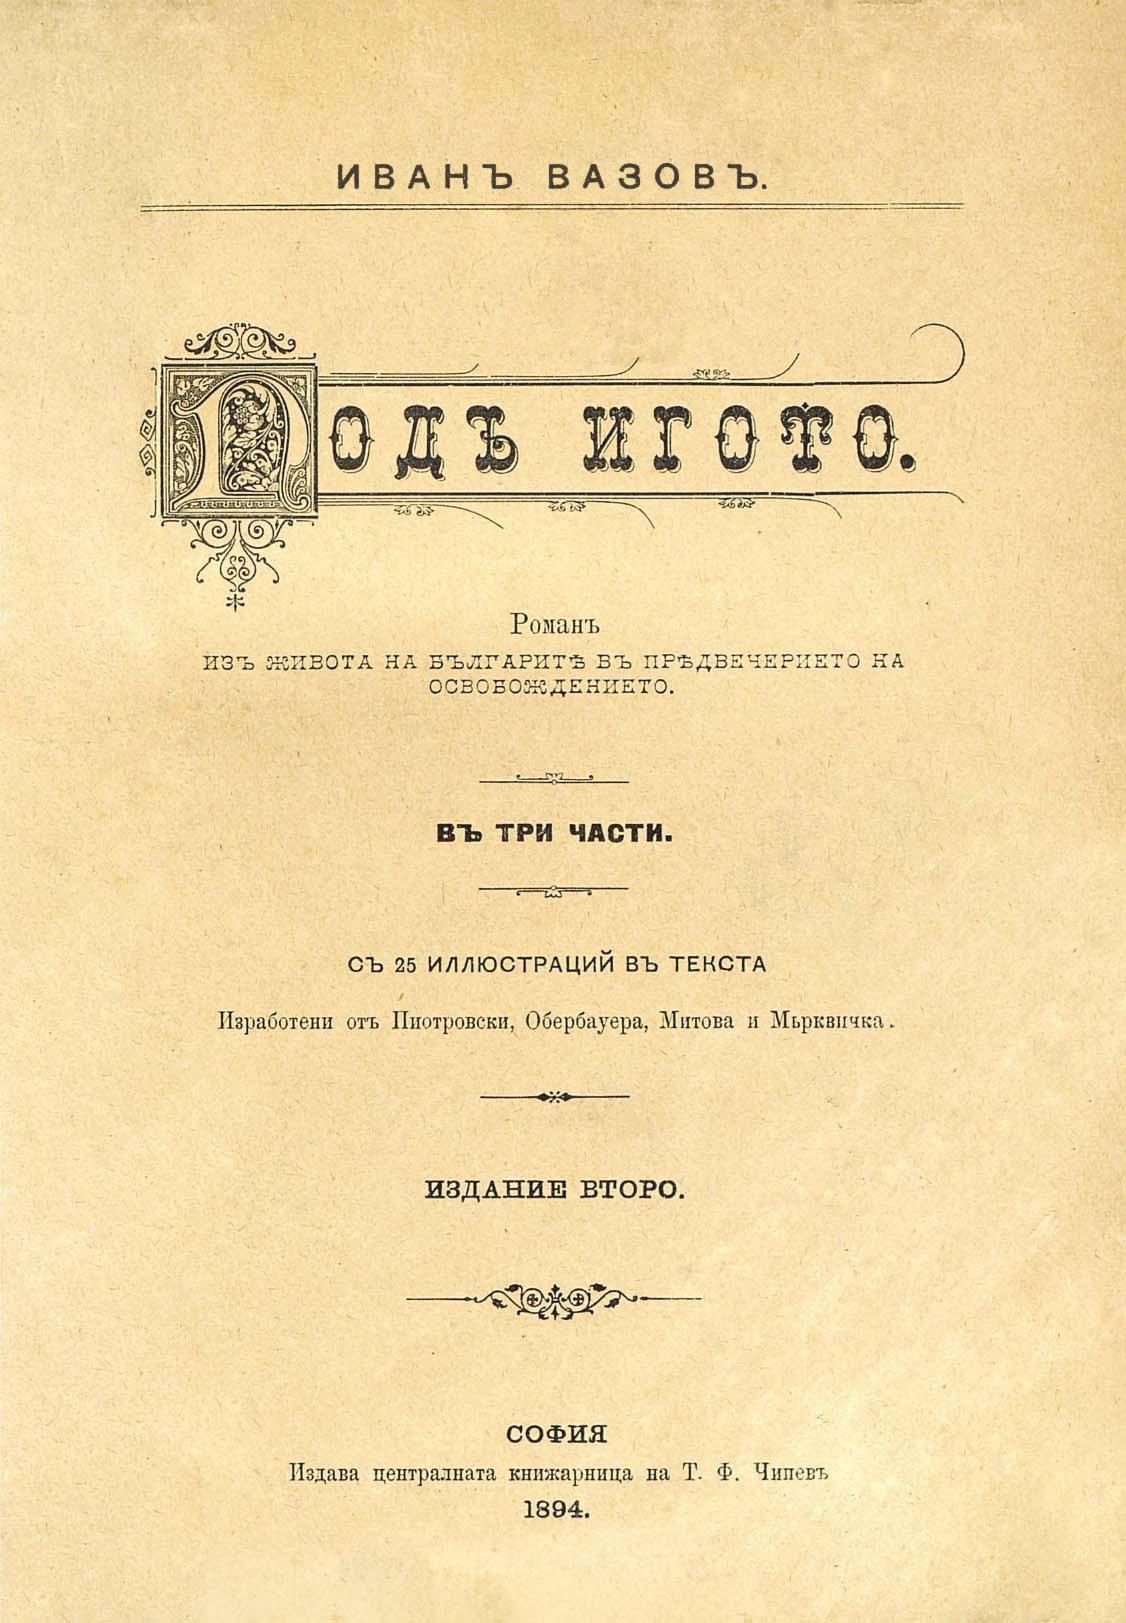 ИВАНЪ ВАЗОВЪ.
ПОДЪ ИГОТО.
Романъ
ИЗЪ ЖИВОТА НА БЪЛГАРИТѢ ВЪ ПРѢДВЕЧЕРИЕТО НА
ОСВОБОЖДЕНИЕТО.
ВЪ ТРИ ЧАСТИ.
СЪ 25 ИЛЛЮСТРАЦИЙ ВЪ ТЕКСТА
Изработени отъ Пиотровски, Обербауера, Митова и Мърквичка.
ИЗДАНИЕ ВТОРО.
СОФИЯ
Издава централната книжарница на Т. Ф. Чипевъ
1894.